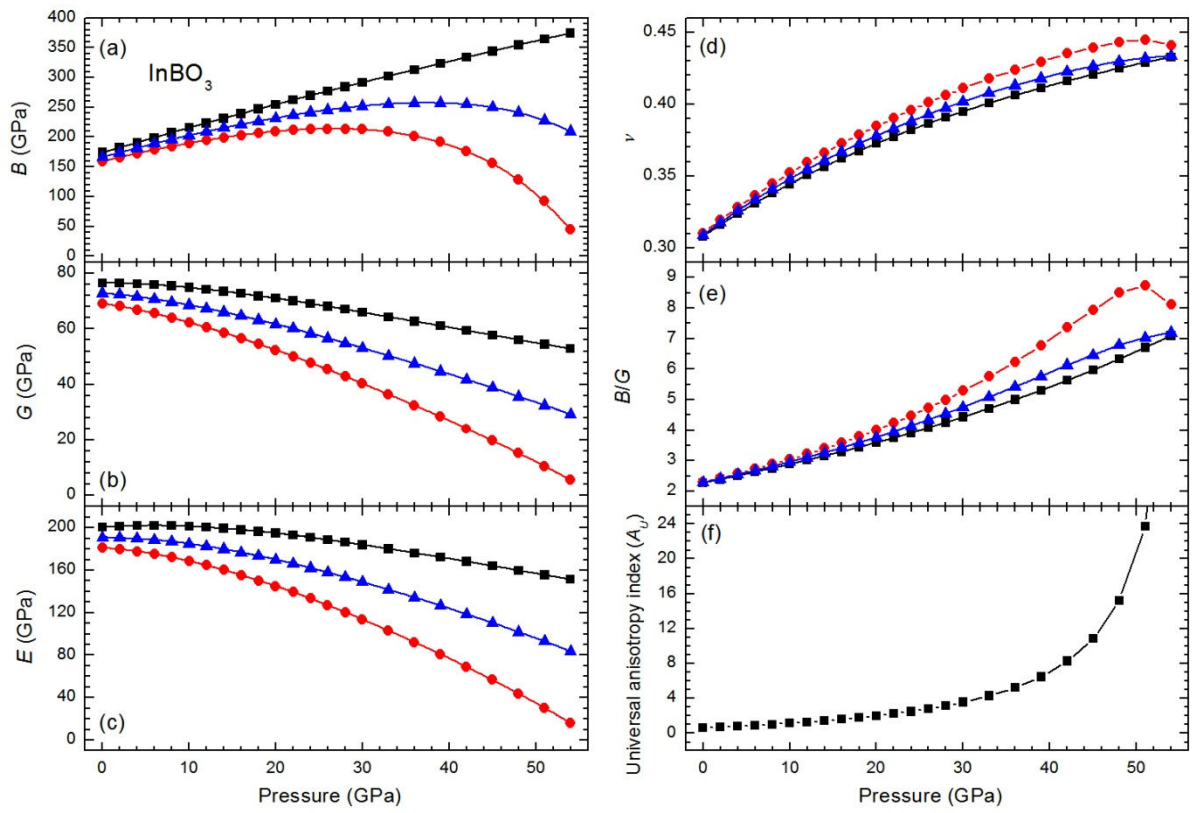 (a)
InBO3
400
350
300
250
200
150
100
50
0
B (GPa)
80
60
40
20
0
G (GPa)
(b)
200
160
120
80
40
0
E (GPa)
(c)
0 10 20 30 40 50
Pressure (GPa)
(d)
0.45
0.40
0.35
0.30
ν
(e)
9
8
7
6
5
4
3
2
B/G
(f)
24
20
16
12
8
4
0
Universal anisotropy index (AU)
0 10 20 30 40 50
Pressure (GPa)